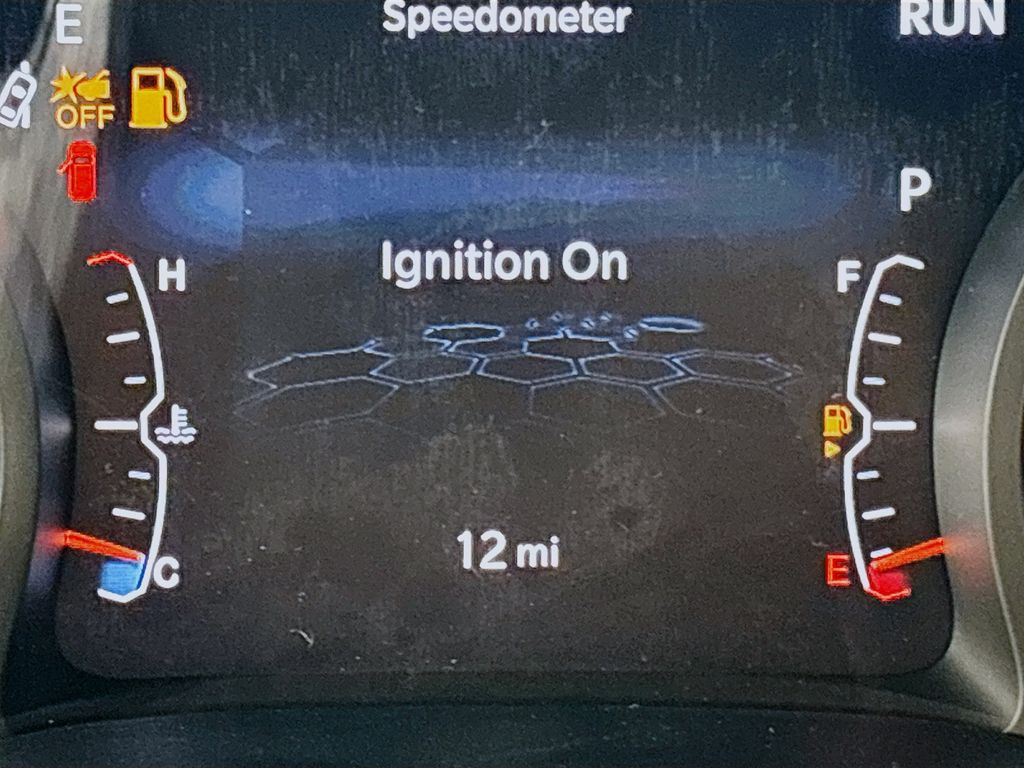 E Speedometer RUN
OFF
P
Ignition On
H F
12 mi
C E